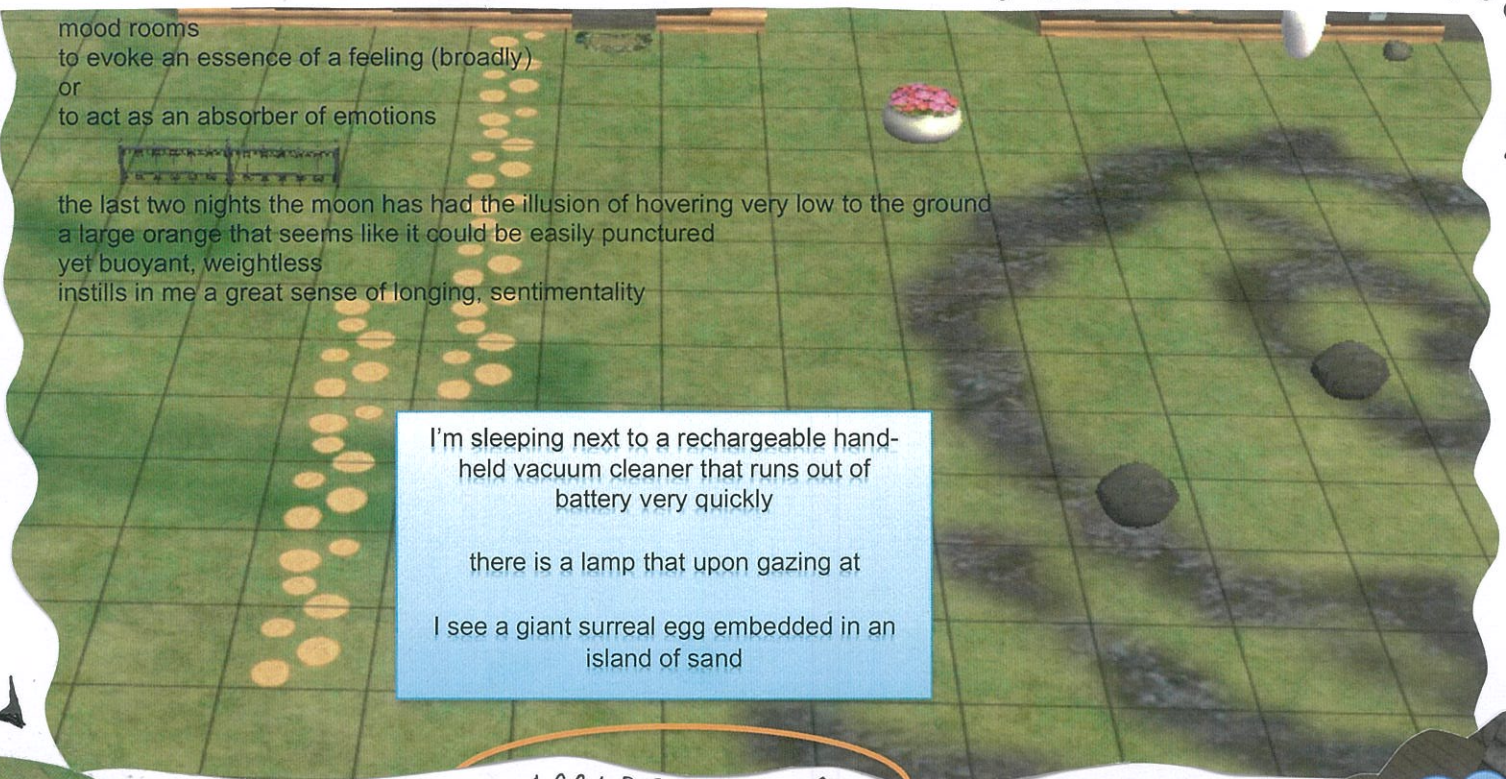 mood rooms
to evoke an essence of a feeling (broadly)
or
to act as an absorber of emotions
the last two nights the moon has had the illusion of hovering very low to the ground
a large orange that seems like it could be easily punctured
yet buoyant, weightless
instills in me a great sense of longing, sentimentality
I'm sleeping next to a rechargeable hand-
held vacuum cleaner that runs out of
battery very quickly
there is a lamp that upon gazing at
I see a giant surreal egg embedded in an
island of sand